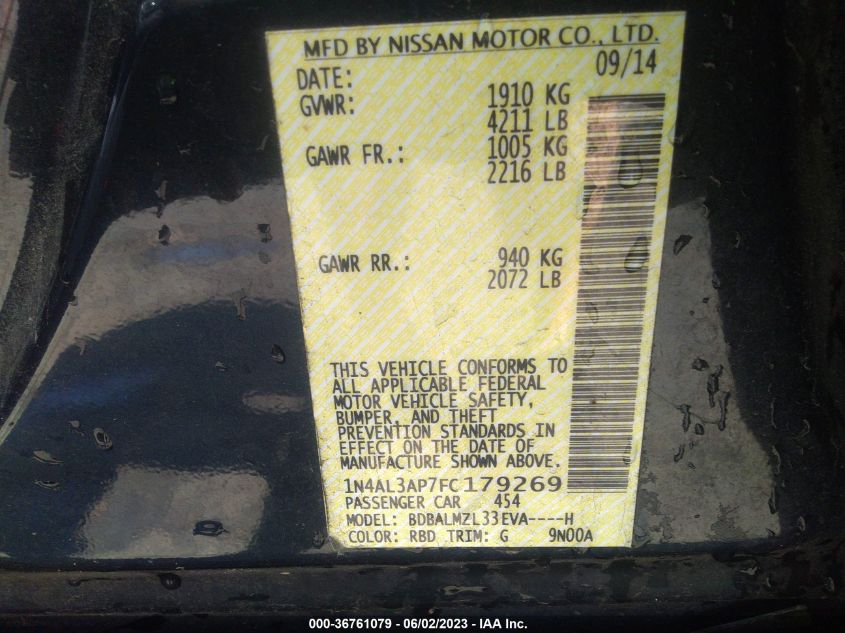 MFD BY NISSAN MOTOR CO., LTD.
DATE: 09/14
GVWR: 1910 KG
4211 LB
GAWR FR.: 1005 KG
2216 LB
GAWR RR.: 940 KG
2072 LB
THIS VEHICLE CONFORMS TO
ALL APPLICABLE FEDERAL
MOTOR VEHICLE SAFETY,
BUMPER, AND THEFT
PREVENTION STANDARDS IN
EFFECT ON THE DATE OF
MANUFACTURE SHOWN ABOVE.
1N4AL3AP7FC179269
PASSENGER CAR 454
MODEL: BDBALMZL33EVA----H
COLOR: RBD TRIM: G 9N00A
000-36761079 - 06/02/2023 - IAA Inc.